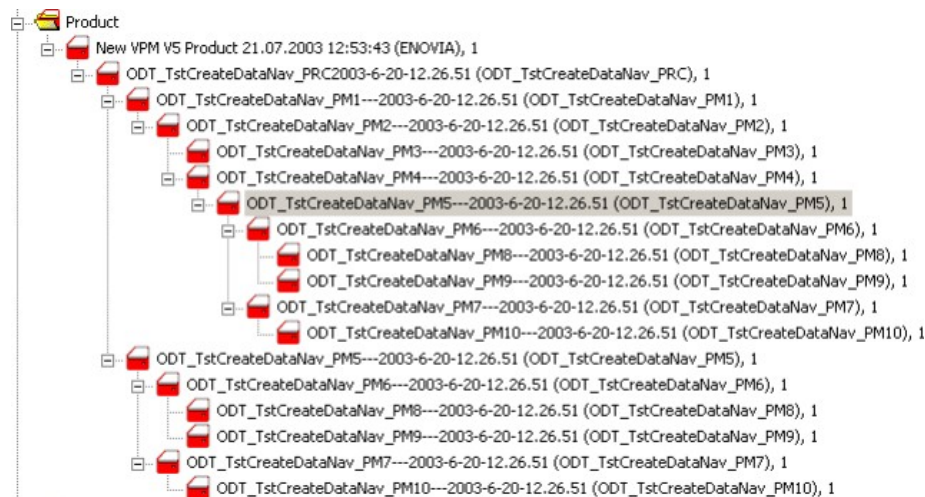 Product
New VPM V5 Product 21.07.2003 12:53:43 (ENOVIA), 1
ODT_TstCreateDataNav_PRC2003-6-20-12.26.51 (ODT_TstCreateDataNav_PRC), 1
ODT_TstCreateDataNav_PM1---2003-6-20-12.26.51 (ODT_TstCreateDataNav_PM1), 1
ODT_TstCreateDataNav_PM2---2003-6-20-12.26.51 (ODT_TstCreateDataNav_PM2), 1
ODT_TstCreateDataNav_PM3---2003-6-20-12.26.51 (ODT_TstCreateDataNav_PM3), 1
ODT_TstCreateDataNav_PM4---2003-6-20-12.26.51 (ODT_TstCreateDataNav_PM4), 1
ODT_TstCreateDataNav_PM5---2003-6-20-12.26.51 (ODT_TstCreateDataNav_PM5), 1
ODT_TstCreateDataNav_PM6---2003-6-20-12.26.51 (ODT_TstCreateDataNav_PM6), 1
ODT_TstCreateDataNav_PM8---2003-6-20-12.26.51 (ODT_TstCreateDataNav_PM8), 1
ODT_TstCreateDataNav_PM9---2003-6-20-12.26.51 (ODT_TstCreateDataNav_PM9), 1
ODT_TstCreateDataNav_PM7---2003-6-20-12.26.51 (ODT_TstCreateDataNav_PM7), 1
ODT_TstCreateDataNav_PM10---2003-6-20-12.26.51 (ODT_TstCreateDataNav_PM10), 1
ODT_TstCreateDataNav_PM5---2003-6-20-12.26.51 (ODT_TstCreateDataNav_PM5), 1
ODT_TstCreateDataNav_PM6---2003-6-20-12.26.51 (ODT_TstCreateDataNav_PM6), 1
ODT_TstCreateDataNav_PM8---2003-6-20-12.26.51 (ODT_TstCreateDataNav_PM8), 1
ODT_TstCreateDataNav_PM9---2003-6-20-12.26.51 (ODT_TstCreateDataNav_PM9), 1
ODT_TstCreateDataNav_PM7---2003-6-20-12.26.51 (ODT_TstCreateDataNav_PM7), 1
ODT_TstCreateDataNav_PM10---2003-6-20-12.26.51 (ODT_TstCreateDataNav_PM10), 1